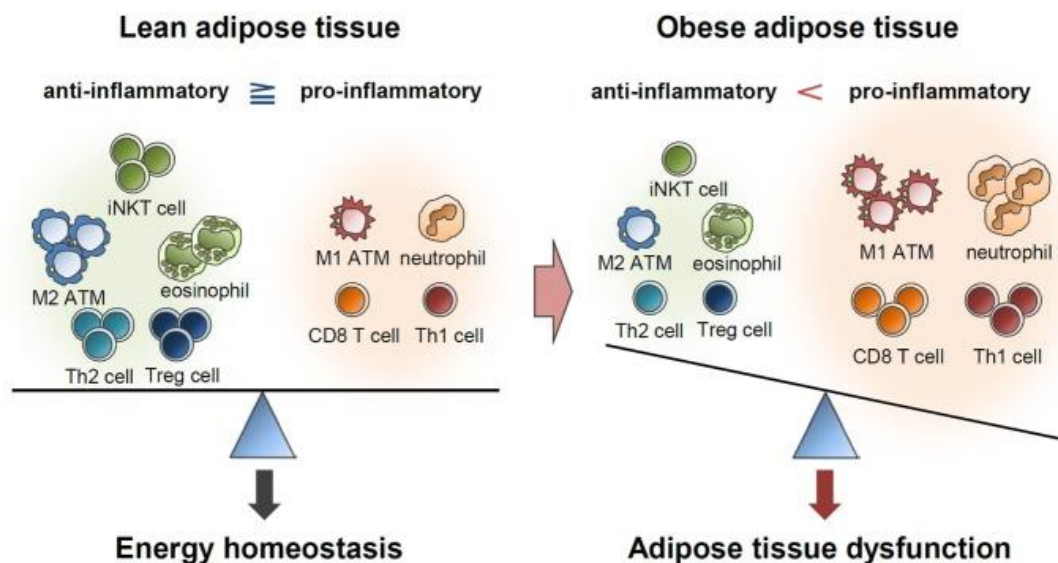 Lean adipose tissue
anti-inflammatory ≧ pro-inflammatory
iNKT cell
M2 ATM
eosinophil
Th2 cell
Treg cell
M1 ATM
neutrophil
CD8 T cell
Th1 cell
Energy homeostasis
Obese adipose tissue
anti-inflammatory < pro-inflammatory
iNKT cell
M2 ATM
eosinophil
Th2 cell
Treg cell
M1 ATM
neutrophil
CD8 T cell
Th1 cell
Adipose tissue dysfunction